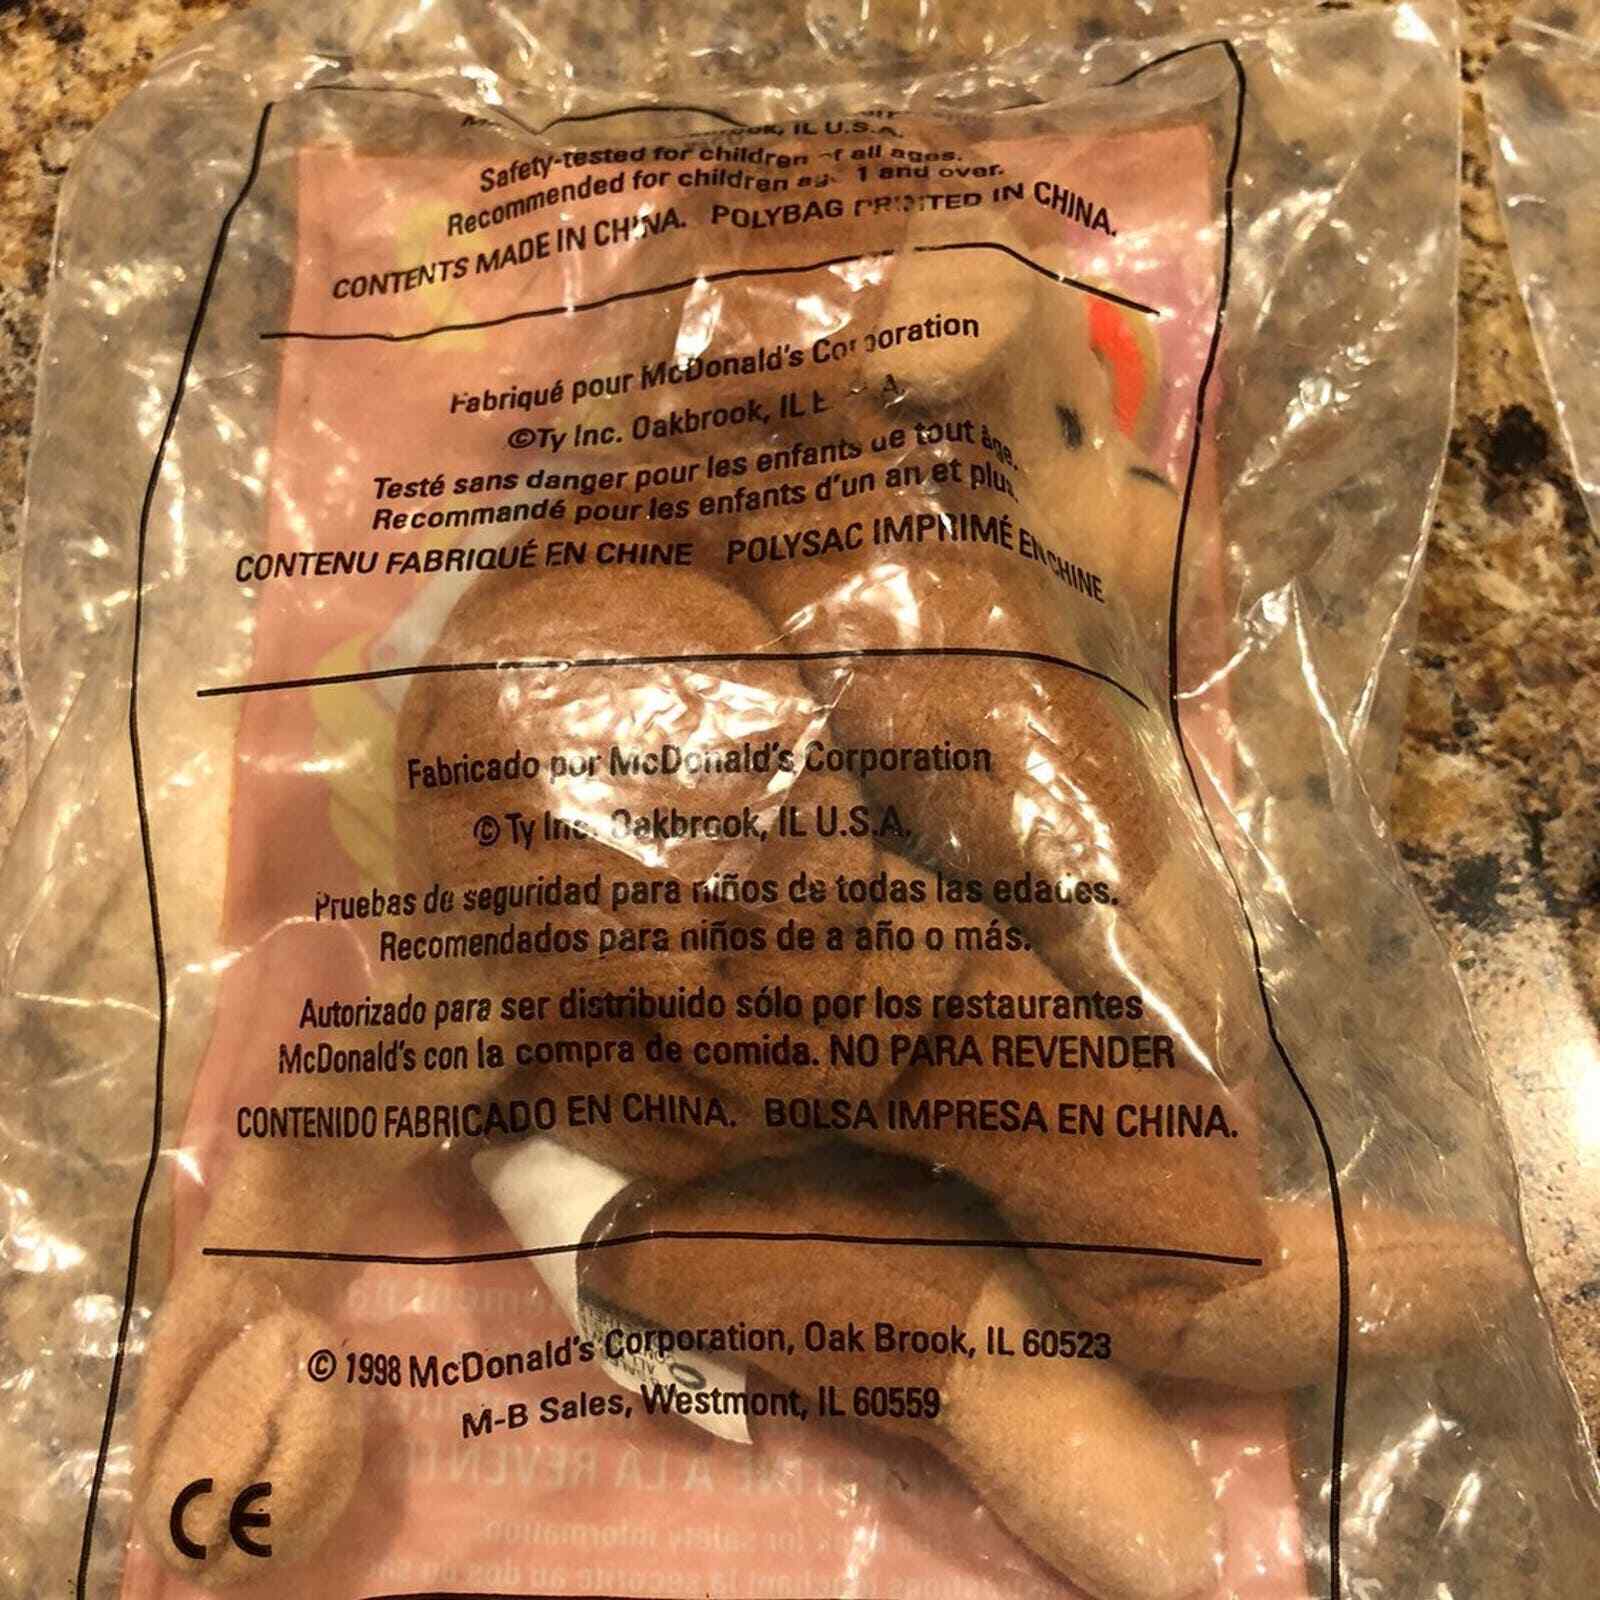 IL U.S.A.
Safety-tested for children of all ages.
Recommended for children age 1 and over.
CONTENTS MADE IN CHINA. POLYBAG PRINTED IN CHINA.
Fabriqué pour McDonald's Corporation
©Ty Inc. Oakbrook, IL
Testé sans danger pour les enfants de tout âge.
Recommandé pour les enfants d'un an et plus.
CONTENU FABRIQUÉ EN CHINE POLYSAC IMPRIMÉ EN CHINE
Fabricado por McDonald's Corporation
© Ty Inc. Oakbrook, IL U.S.A.
Pruebas de seguridad para niños de todas las edades.
Recomendados para niños de a año o más.
Autorizado para ser distribuido sólo por los restaurantes
McDonald's con la compra de comida. NO PARA REVENDER
CONTENIDO FABRICADO EN CHINA. BOLSA IMPRESA EN CHINA.
© 1998 McDonald's Corporation, Oak Brook, IL 60523
M-B Sales, Westmont, IL 60559
CE